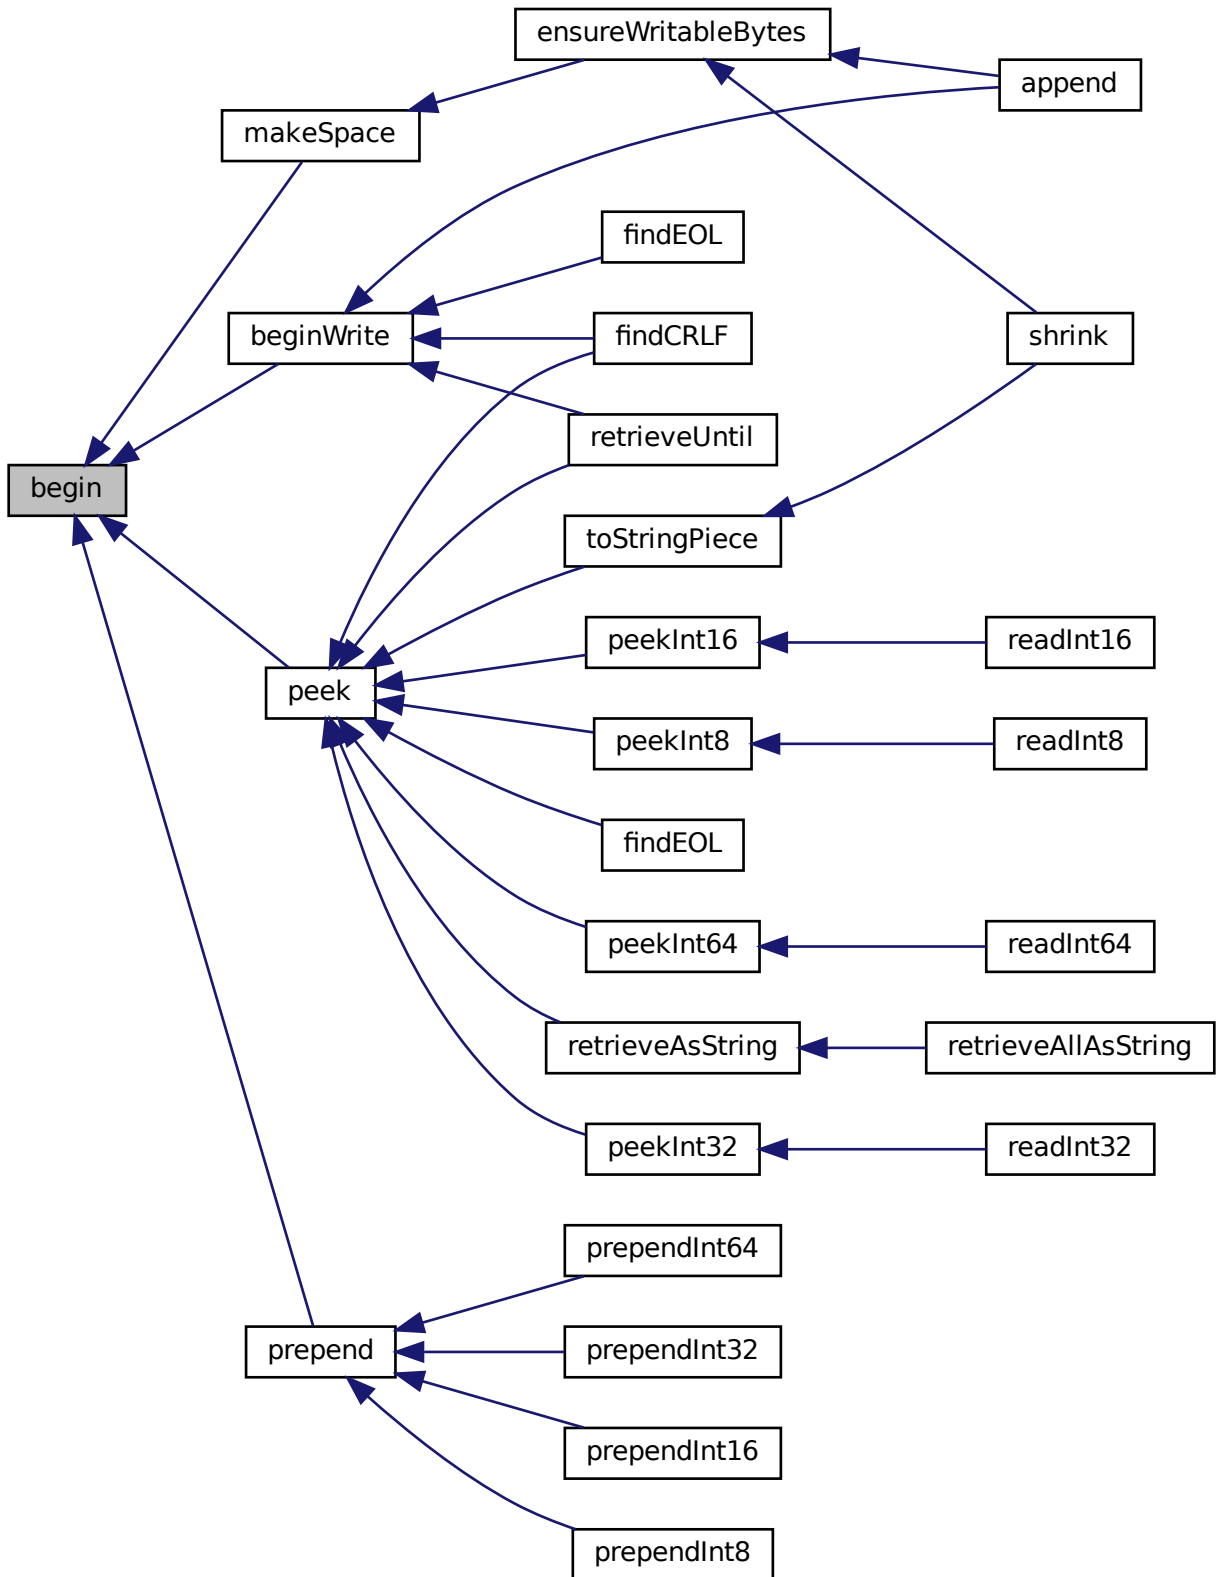 ensureWritableBytes
append
makeSpace
findEOL
beginWrite
findCRLF
shrink
retrieveUntil
begin
toStringPiece
peekInt16
readInt16
peek
peekInt8
readInt8
findEOL
peekInt64
readInt64
retrieveAsString
retrieveAllAsString
peekInt32
readInt32
prependInt64
prepend
prependInt32
prependInt16
prependInt8